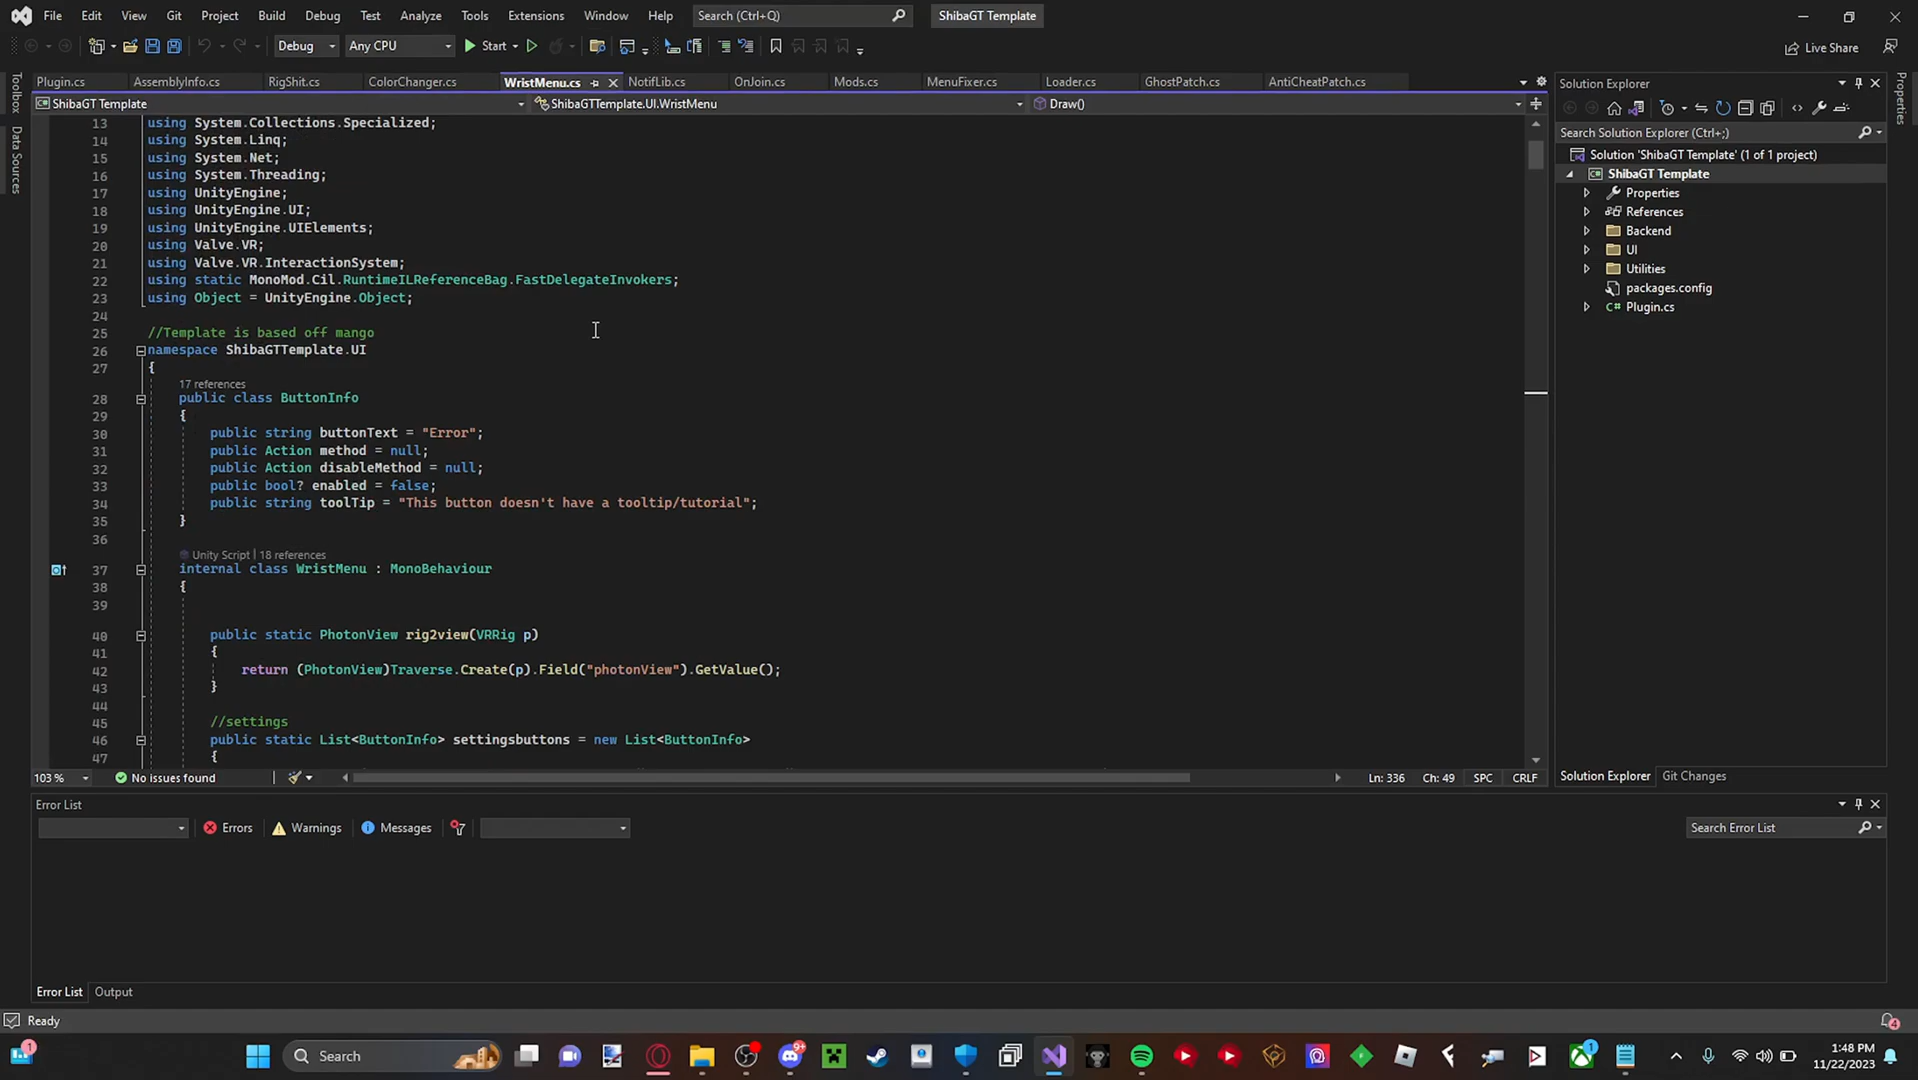 File Edit View Git Project Build Debug Test Analyze Tools Extensions Window Help Search (Ctrl+Q) ShibaGT Template
Debug Any CPU Start Live Share
Plugin.cs AssemblyInfo.cs RigShit.cs ColorChanger.cs WristMenu.cs NotifLib.cs OnJoin.cs Mods.cs MenuFixer.cs Loader.cs GhostPatch.cs AntiCheatPatch.cs
ShibaGT Template ShibaGTTemplate.UI.WristMenu Draw()
Toolbox
Data Sources
13 using System.Collections.Specialized;
14 using System.Linq;
15 using System.Net;
16 using System.Threading;
17 using UnityEngine;
18 using UnityEngine.UI;
19 using UnityEngine.UIElements;
20 using Valve.VR;
21 using Valve.VR.InteractionSystem;
22 using static MonoMod.Cil.RuntimeILReferenceBag.FastDelegateInvokers;
23 using Object = UnityEngine.Object;
24
25 //Template is based off mango
26 namespace ShibaGTTemplate.UI
27 {
17 references
28 public class ButtonInfo
29 {
30 public string buttonText = "Error";
31 public Action method = null;
32 public Action disableMethod = null;
33 public bool? enabled = false;
34 public string toolTip = "This button doesn't have a tooltip/tutorial";
35 }
36
Unity Script | 18 references
37 internal class WristMenu : MonoBehaviour
38 {
39
40 public static PhotonView rig2view(VRRig p)
41 {
42 return (PhotonView)Traverse.Create(p).Field("photonView").GetValue();
43 }
44
45 //settings
46 public static List<ButtonInfo> settingsbuttons = new List<ButtonInfo>
47 {
103 % No issues found Ln: 336 Ch: 49 SPC CRLF
Solution Explorer
Search Solution Explorer (Ctrl+;)
Solution 'ShibaGT Template' (1 of 1 project)
ShibaGT Template
Properties
References
Backend
UI
Utilities
packages.config
C# Plugin.cs
Solution Explorer Git Changes
Properties
Error List
Errors Warnings Messages Search Error List
Error List Output
Ready 4
1 Search 9+ 1 1:48 PM
11/22/2023